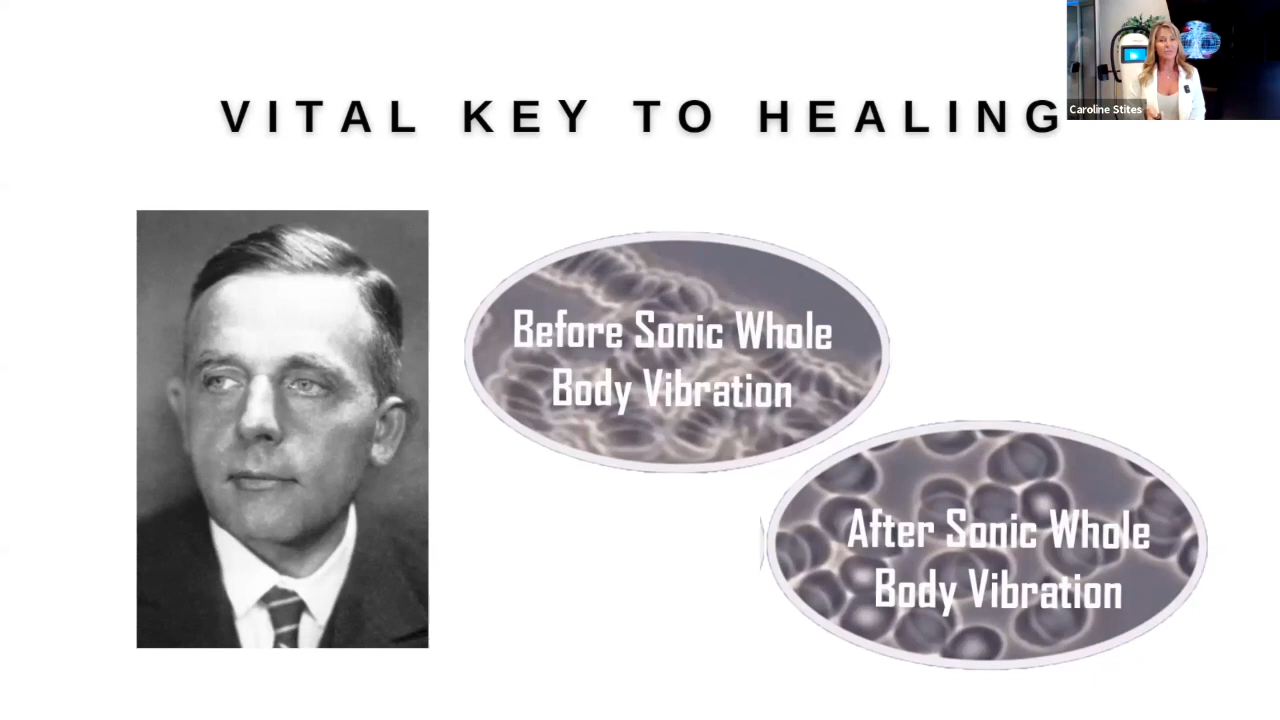 VITAL KEY TO HEALING
Caroline Stites
Before Sonic Whole
Body Vibration
After Sonic Whole
Body Vibration